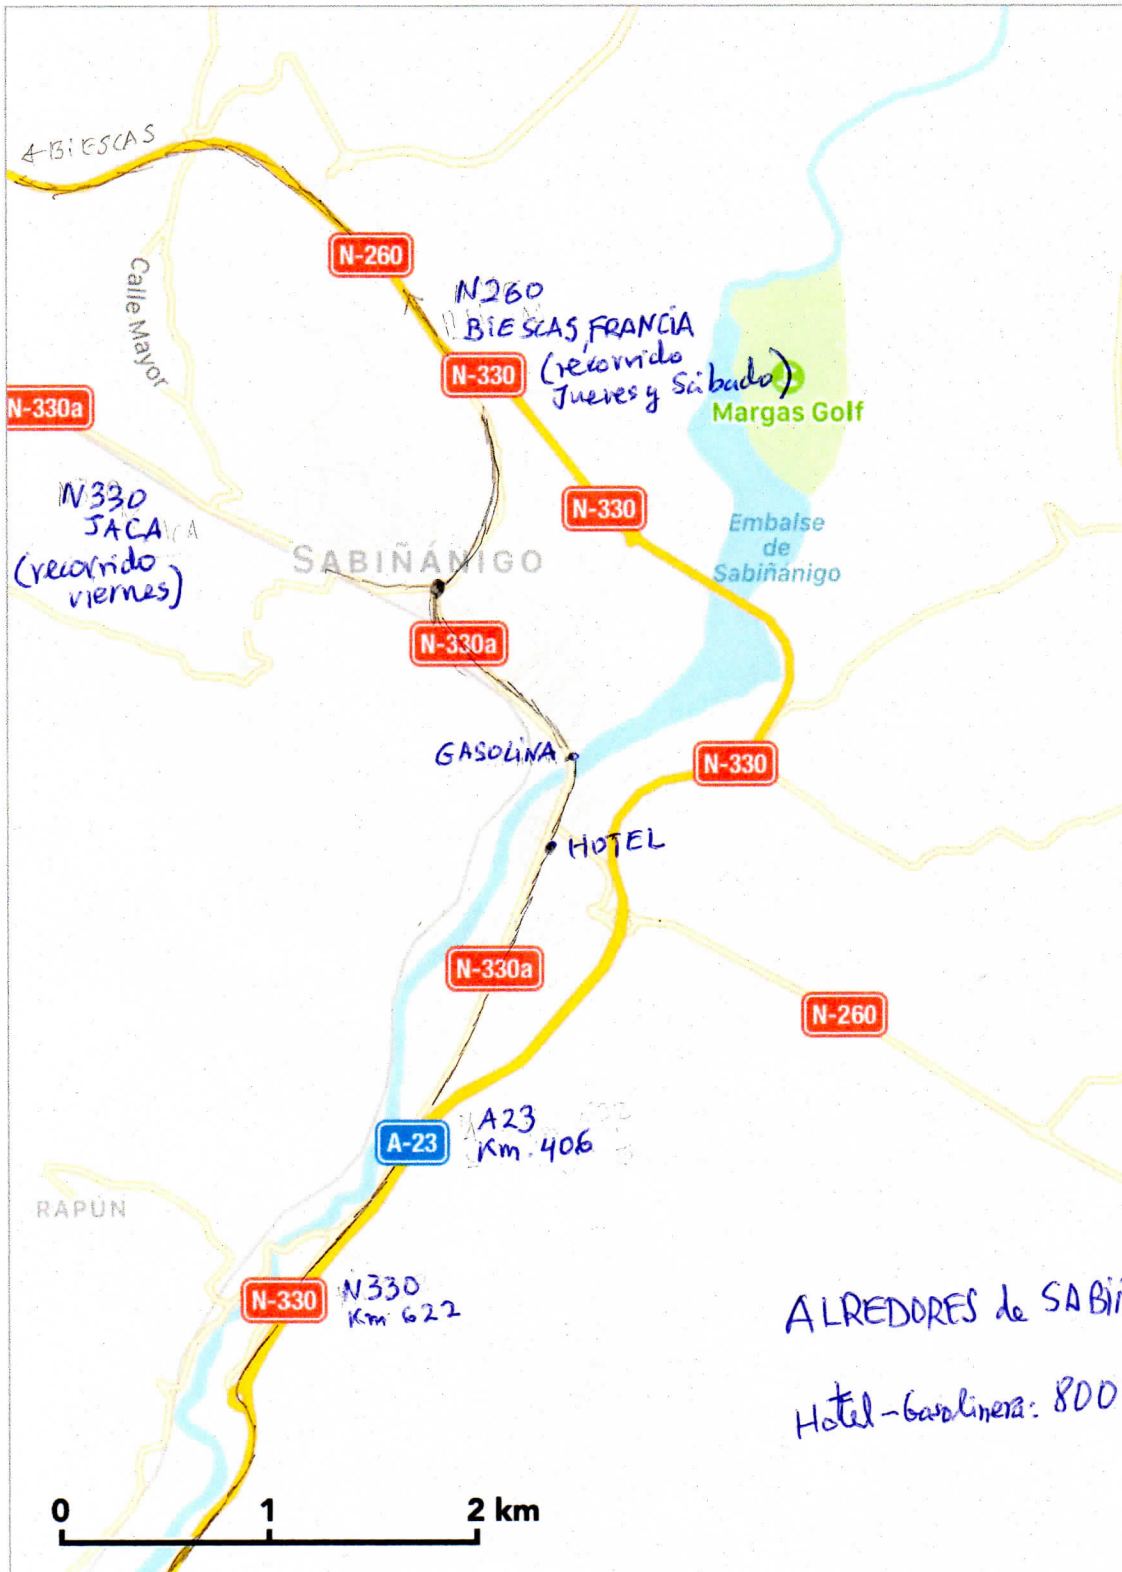 ←BIESCAS
N-260
Calle Mayor
N260
BIESCAS, FRANCIA
(recorrido
Jueves y Sábado)
N-330
Margas Golf
N-330a
N330
JACA
(recorrido
viernes)
N-330
Embalse
de
Sabiñanigo
SABIÑÁNIGO
N-330a
GASOLINA
N-330
HOTEL
N-330a
N-260
A-23
A23
Km. 406
RAPÚN
N-330
N330
Km 622
ALREDORES de SABIÑ
Hotel-Gasolinera: 800
0 1 2 km